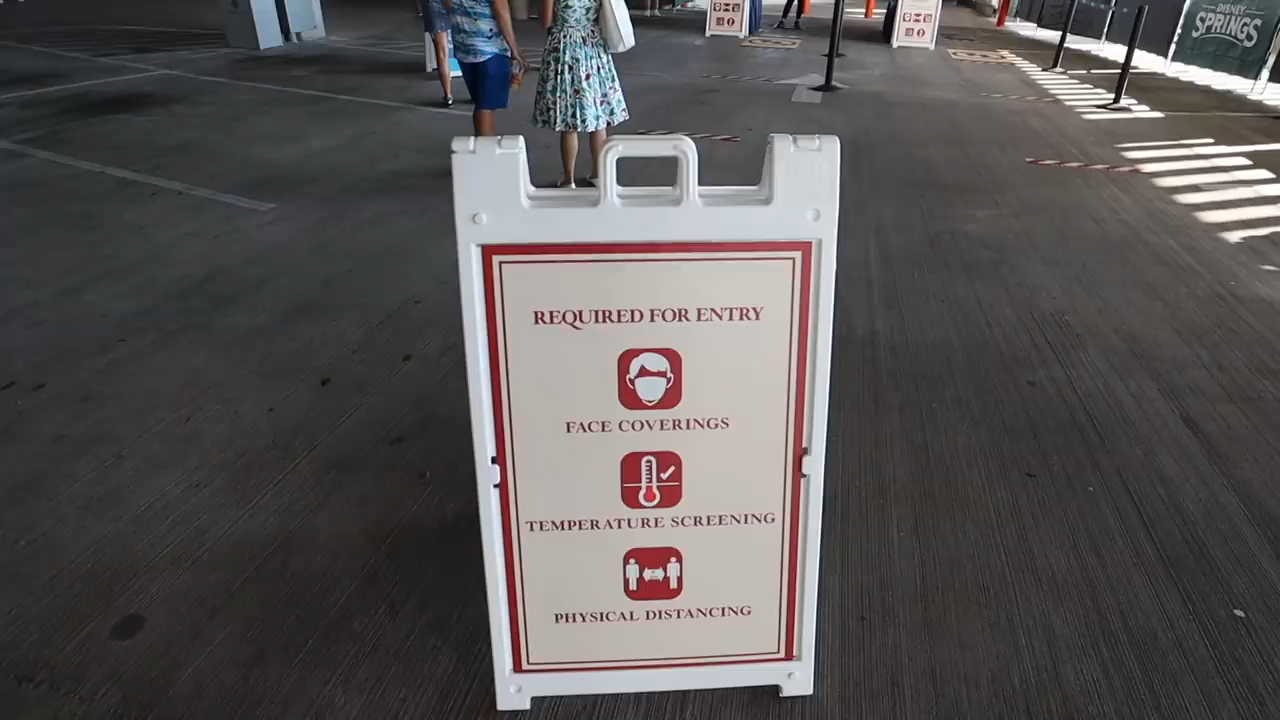 DISNEY
SPRINGS
REQUIRED FOR ENTRY
FACE COVERINGS
TEMPERATURE SCREENING
PHYSICAL DISTANCING